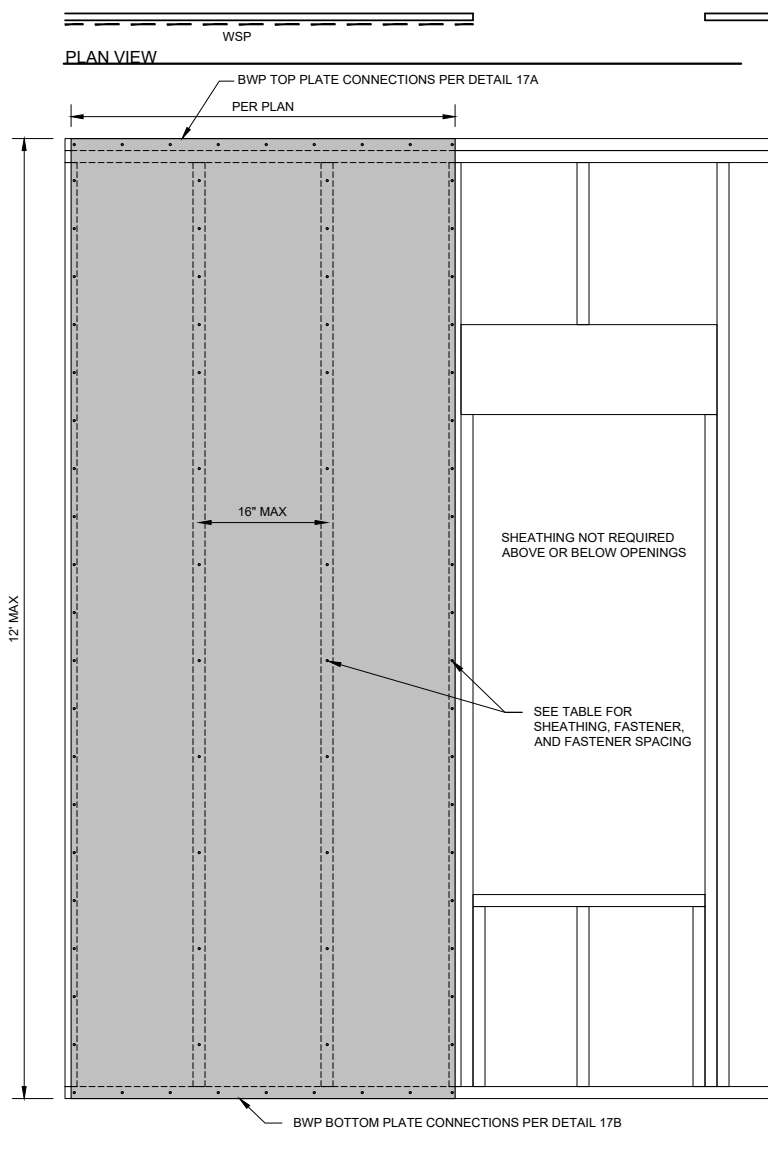 WSP
PLAN VIEW
BWP TOP PLATE CONNECTIONS PER DETAIL 17A
PER PLAN
16" MAX
SHEATHING NOT REQUIRED
ABOVE OR BELOW OPENINGS
12' MAX
SEE TABLE FOR
SHEATHING, FASTENER,
AND FASTENER SPACING
BWP BOTTOM PLATE CONNECTIONS PER DETAIL 17B